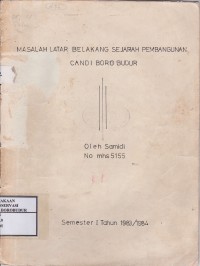 MASALAH LATAR BELAKANG SEJARAH PEMBANGUNAN
CANDI BOROBUDUR
Oleh Samidi
No mhs.5155
Semester I Tahun 1983/1984